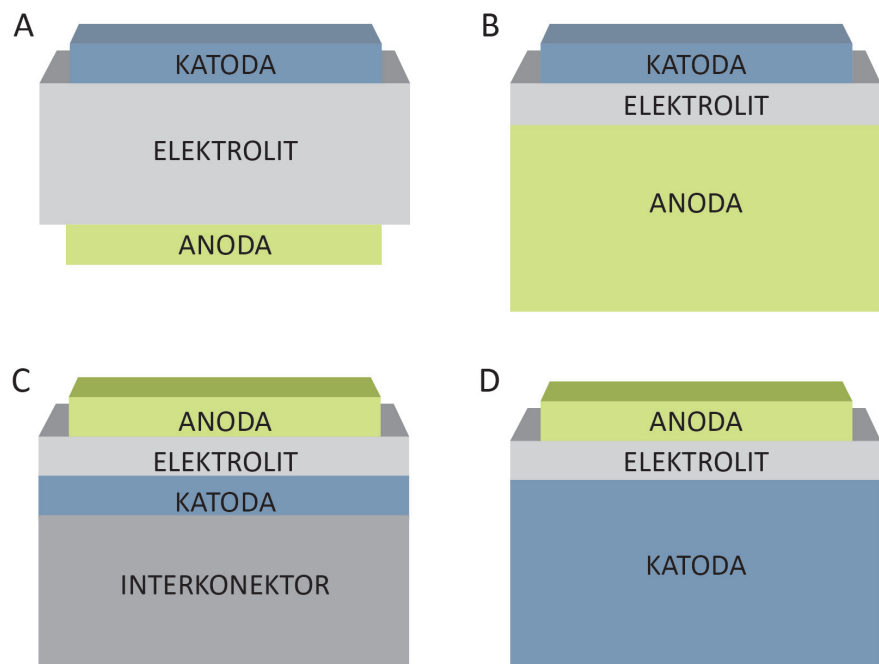 A
KATODA
ELEKTROLIT
ANODA
B
KATODA
ELEKTROLIT
ANODA
C
ANODA
ELEKTROLIT
KATODA
INTERKONEKTOR
D
ANODA
ELEKTROLIT
KATODA